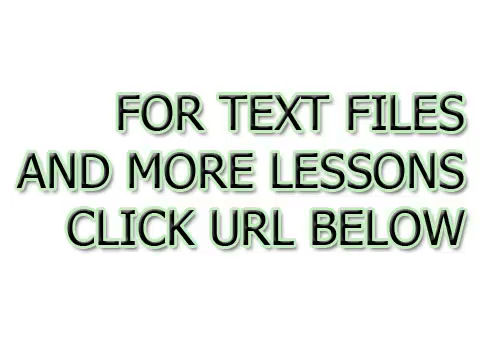 FOR TEXT FILES
AND MORE LESSONS
CLICK URL BELOW